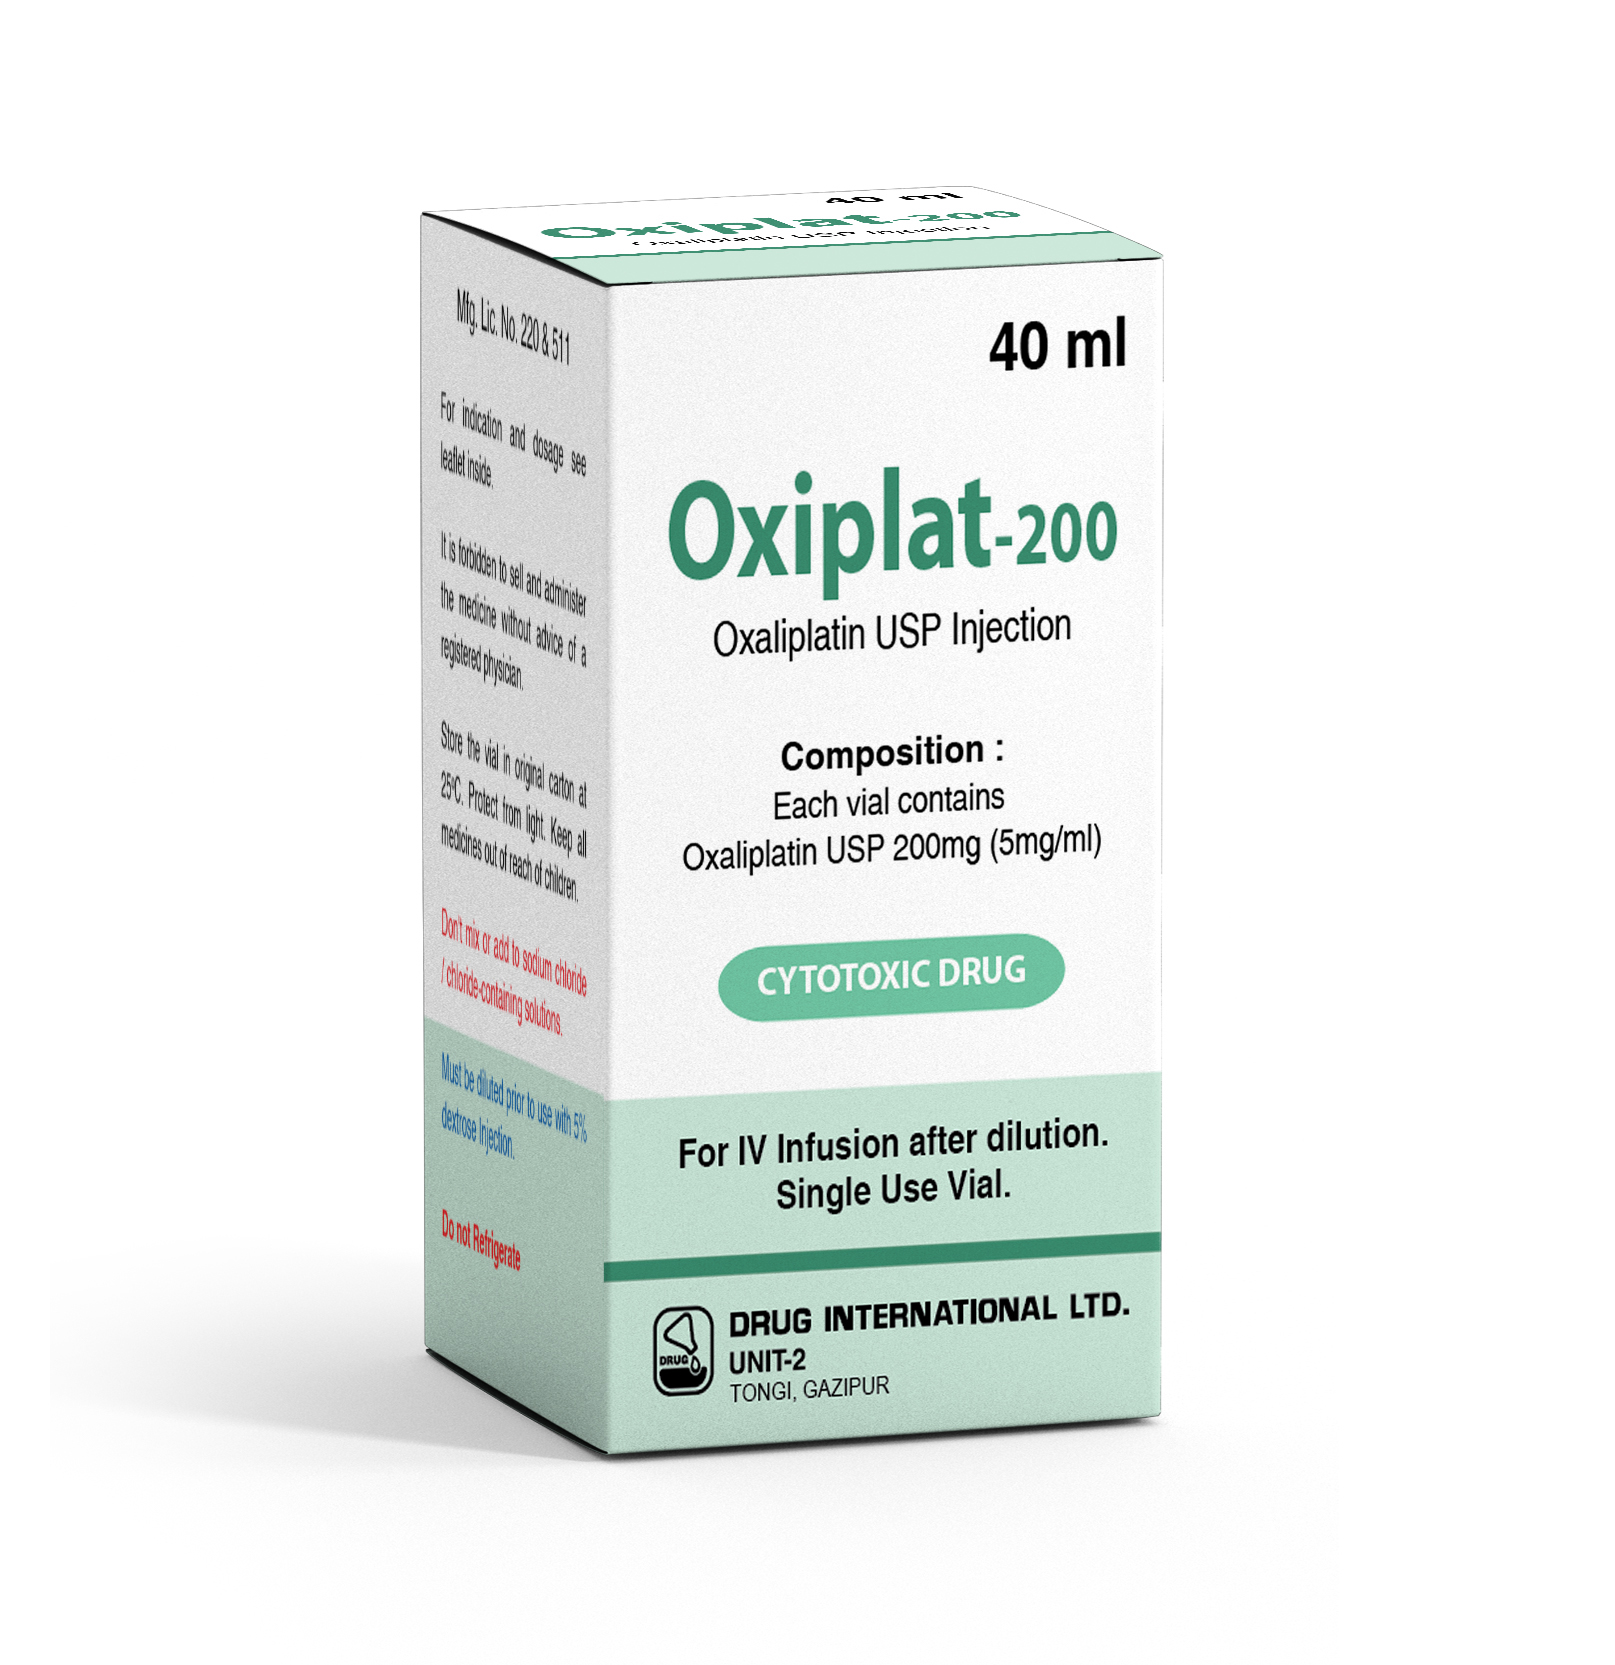 40 ml
Oxiplat-200
Oxaliplatin USP Injection
Mfg. Lic. No. 220 & 511
For indication and dosage see
leaflet inside.
It is forbidden to sell and administer
the medicine without advice of a
registered physician.
Store the vial in original carton at
25°C. Protect from light. Keep all
medicines out of reach of children.
Don't mix or add to sodium chloride
/ chloride-containing solutions.
Must be diluted prior to use with 5%
dextrose Injection.
Do not Refrigerate
40 ml
Oxiplat-200
Oxaliplatin USP Injection
Composition :
Each vial contains
Oxaliplatin USP 200mg (5mg/ml)
CYTOTOXIC DRUG
For IV Infusion after dilution.
Single Use Vial.
DRUG
DRUG INTERNATIONAL LTD.
UNIT-2
TONGI, GAZIPUR